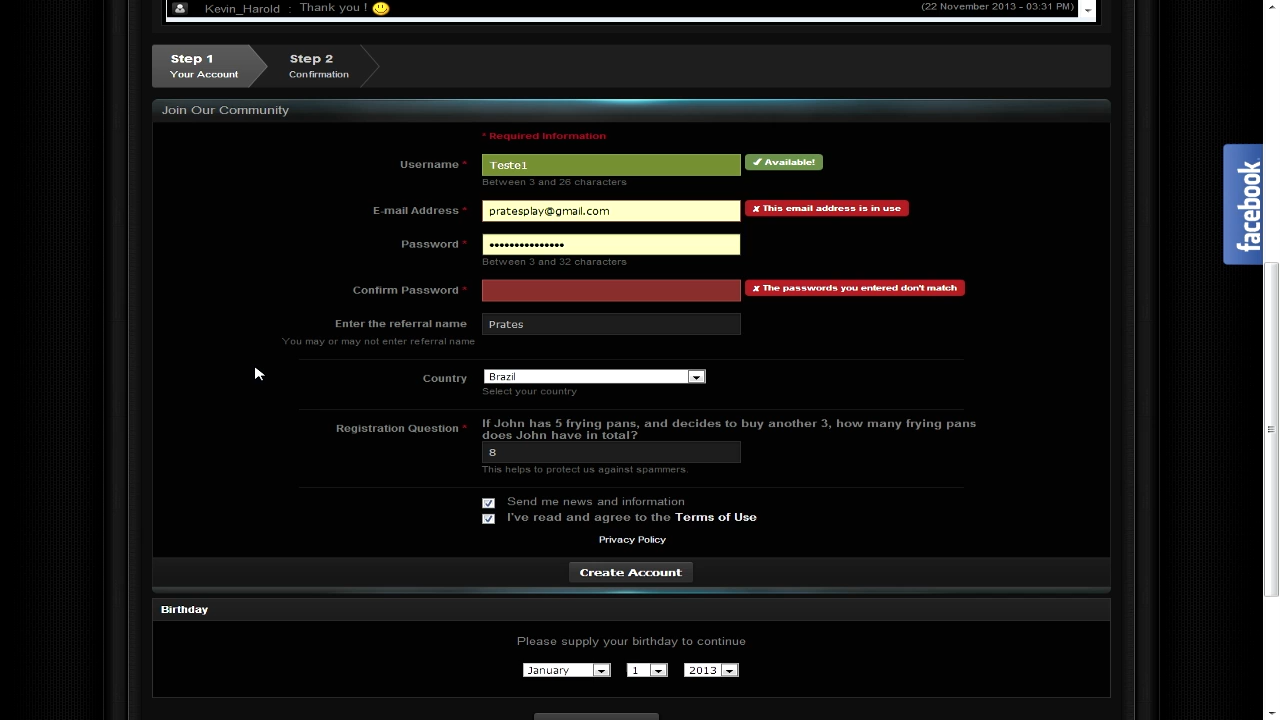 Kevin_Harold : Thank you !
(22 November 2013 - 03:31 PM)
Step 1
Your Account
Step 2
Confirmation
Join Our Community
* Required Information
Username *
Teste1
✔ Available!
Between 3 and 26 characters
E-mail Address *
pratesplay@gmail.com
✘ This email address is in use
Password *
•••••••••••••••
Between 3 and 32 characters
Confirm Password *
✘ The passwords you entered don't match
Enter the referral name
Prates
You may or may not enter referral name
Country
Brazil
Select your country
Registration Question *
If John has 5 frying pans, and decides to buy another 3, how many frying pans
does John have in total?
8
This helps to protect us against spammers.
Send me news and information
I've read and agree to the Terms of Use
Privacy Policy
Create Account
Birthday
Please supply your birthday to continue
January 1 2013
facebook